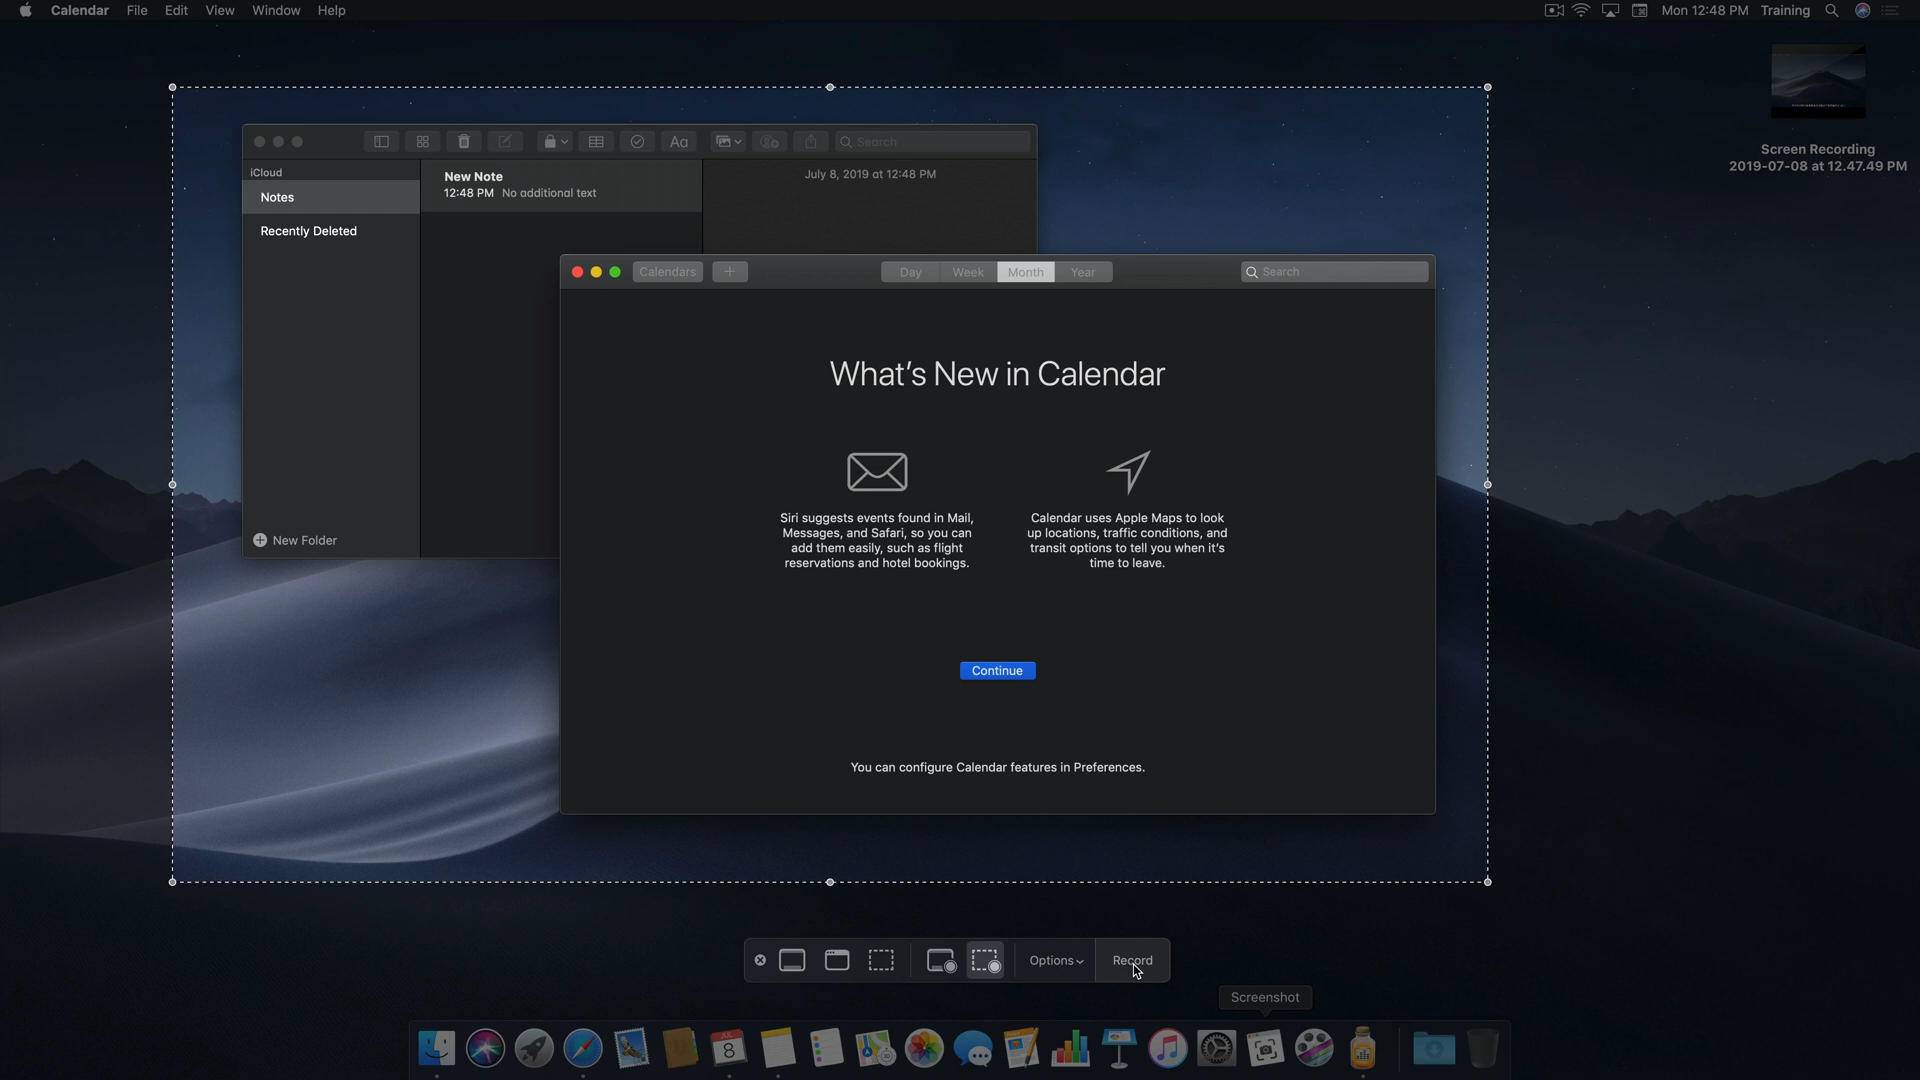 Calendar File Edit View Window Help
Mon 12:48 PM Training
Screen Recording
2019-07-08 at 12.47.49 PM
Aa
Search
iCloud
Notes
Recently Deleted
New Folder
New Note
12:48 PM No additional text
July 8, 2019 at 12:48 PM
Calendars + Day Week Month Year Search
What's New in Calendar
Siri suggests events found in Mail,
Messages, and Safari, so you can
add them easily, such as flight
reservations and hotel bookings.
Calendar uses Apple Maps to look
up locations, traffic conditions, and
transit options to tell you when it's
time to leave.
Continue
You can configure Calendar features in Preferences.
Options
Record
Screenshot
8